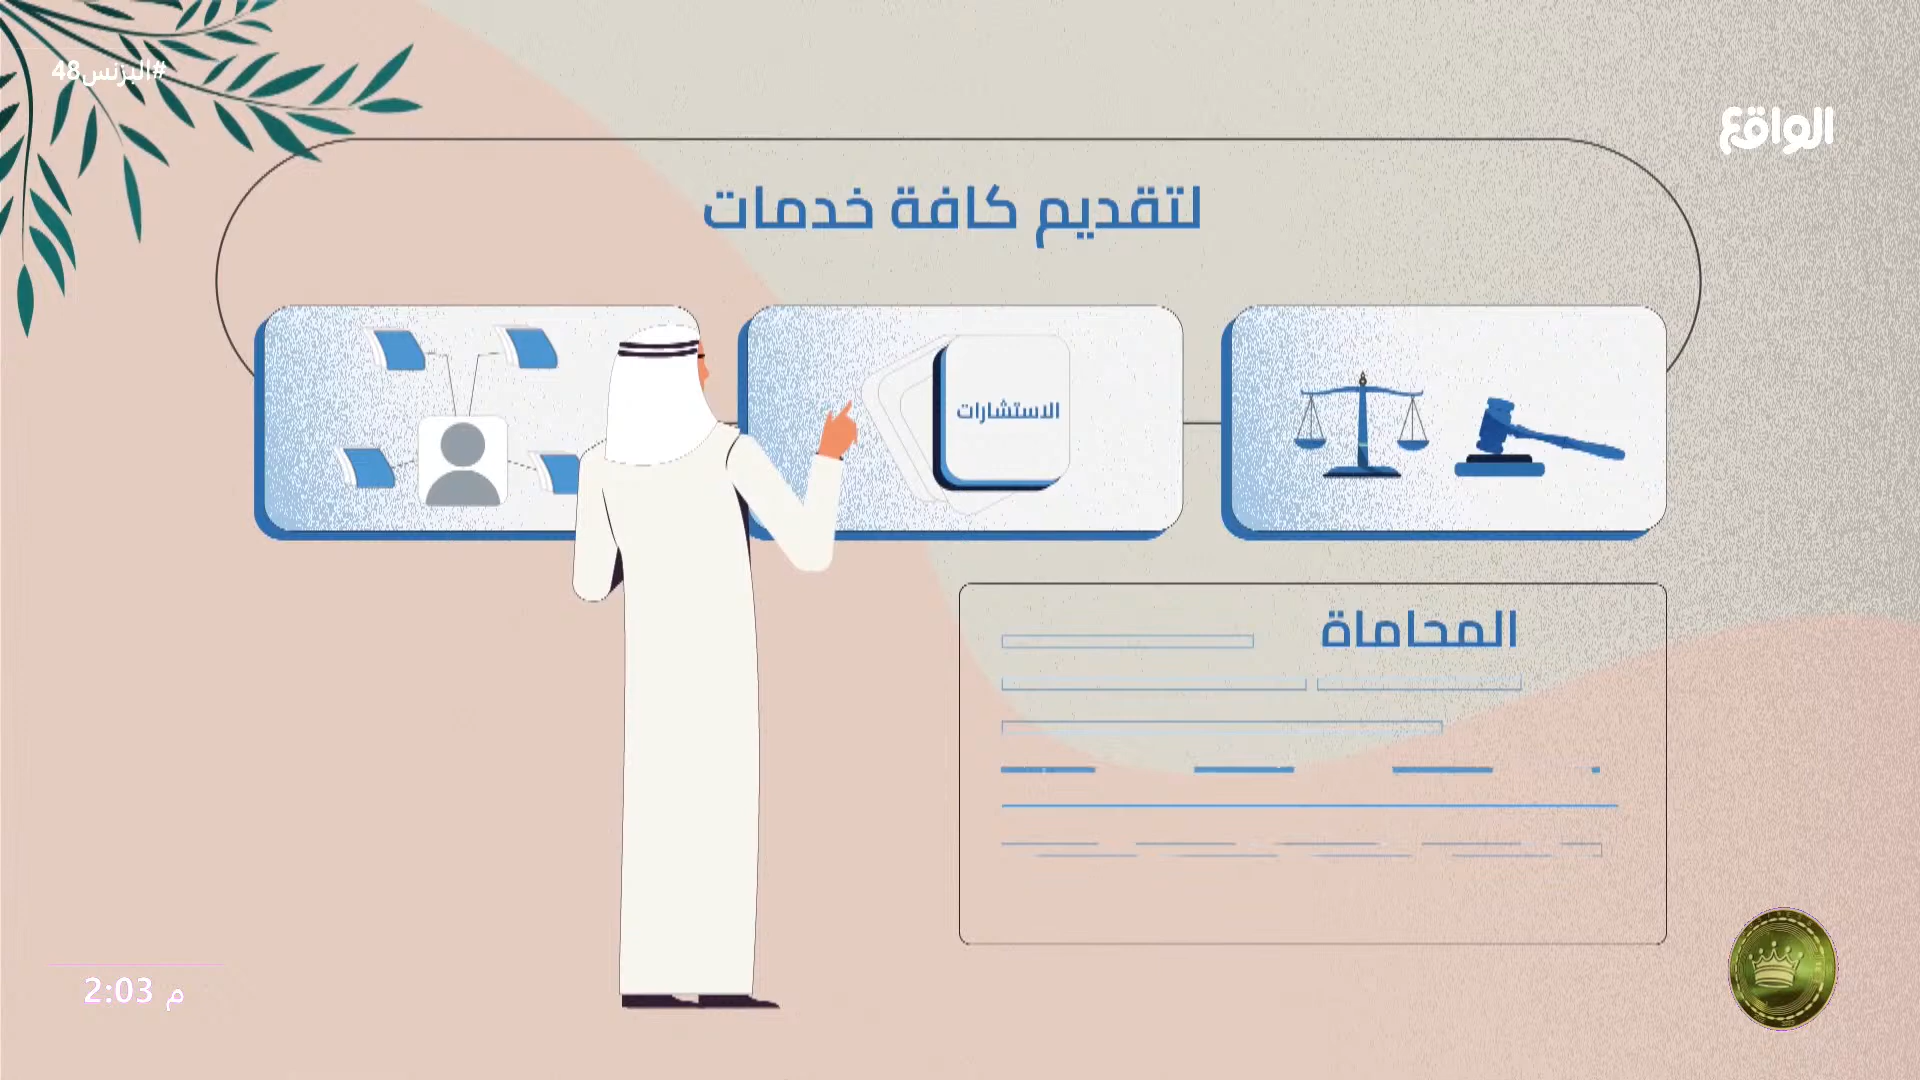 #البزنس48
الواقع
لتقديم كافة خدمات
الاستشارات
المحاماة
2:03 م